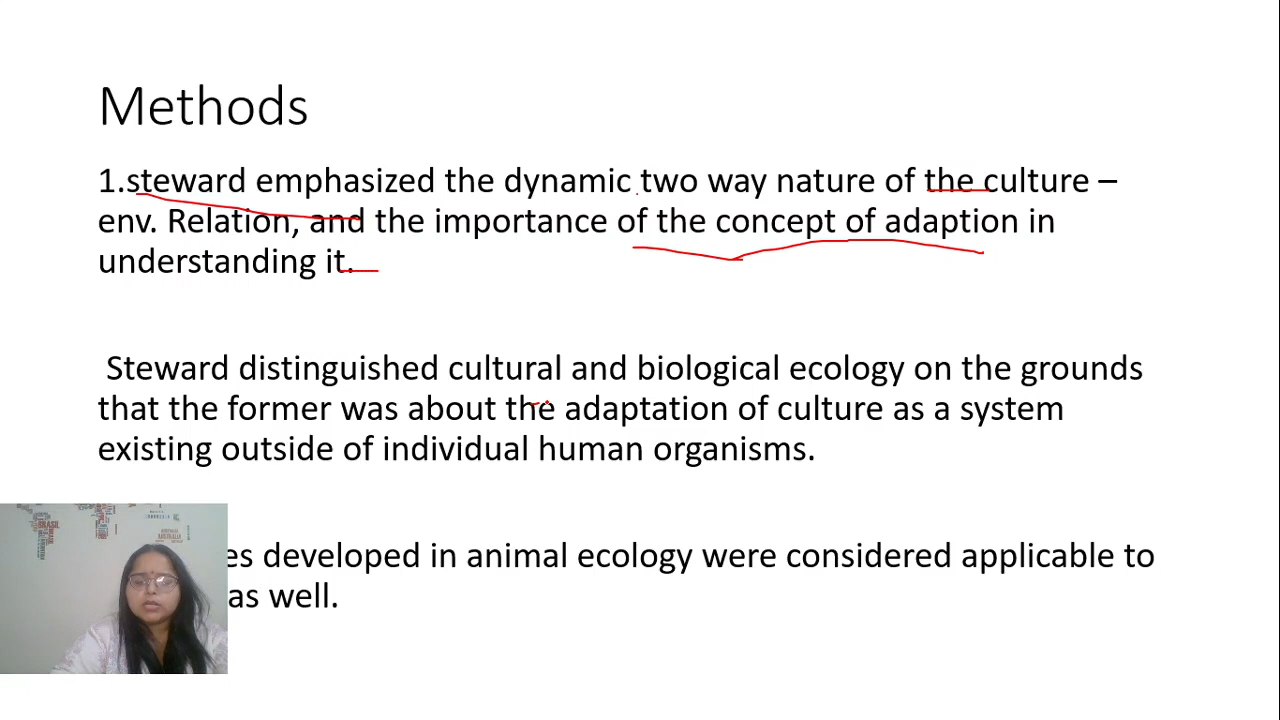 Methods
1.steward emphasized the dynamic two way nature of the culture –
env. Relation, and the importance of the concept of adaption in
understanding it.
Steward distinguished cultural and biological ecology on the grounds
that the former was about the adaptation of culture as a system
existing outside of individual human organisms.
es developed in animal ecology were considered applicable to
as well.
BRASIL